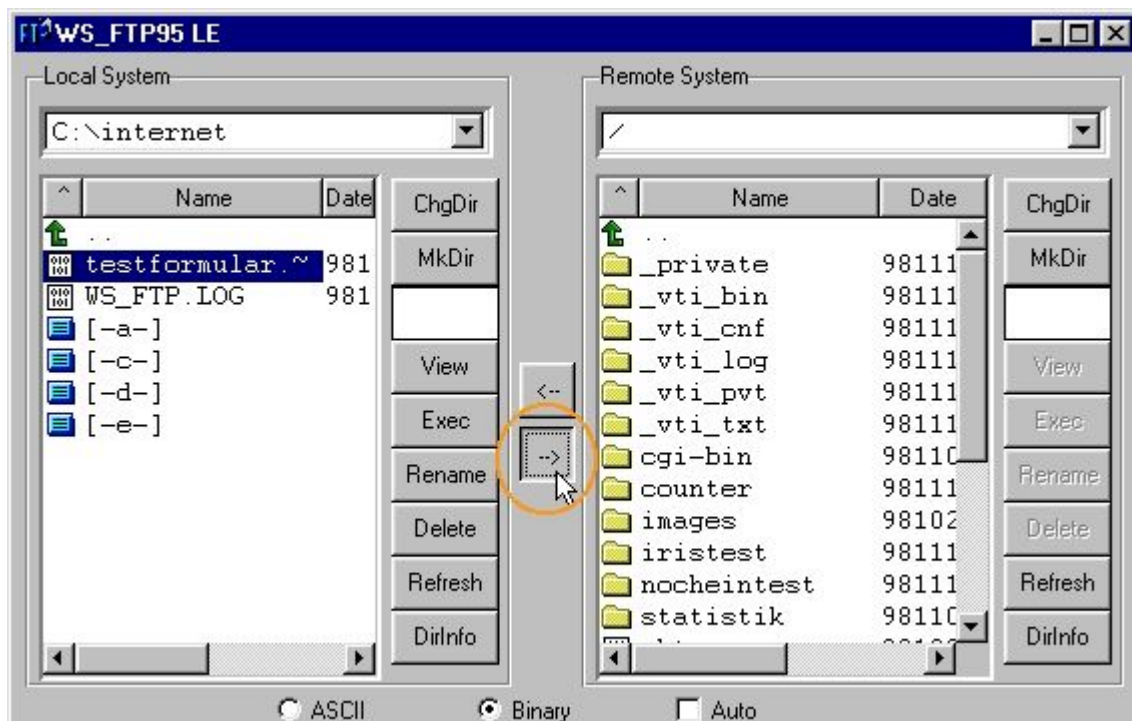 WS_FTP95 LE
Local System
C:\internet
^ Name Date
..
testformular.~ 981
WS_FTP.LOG 981
[-a-]
[-c-]
[-d-]
[-e-]
ChgDir
MkDir
View
Exec
Rename
Delete
Refresh
DirInfo
<--
-->
Remote System
/
^ Name Date
..
_private 98111
_vti_bin 98111
_vti_cnf 98111
_vti_log 98111
_vti_pvt 98111
_vti_txt 98111
cgi-bin 98110
counter 98111
images 98102
iristest 98111
nocheintest 98111
statistik 98110
ChgDir
MkDir
View
Exec
Rename
Delete
Refresh
DirInfo
ASCII Binary Auto